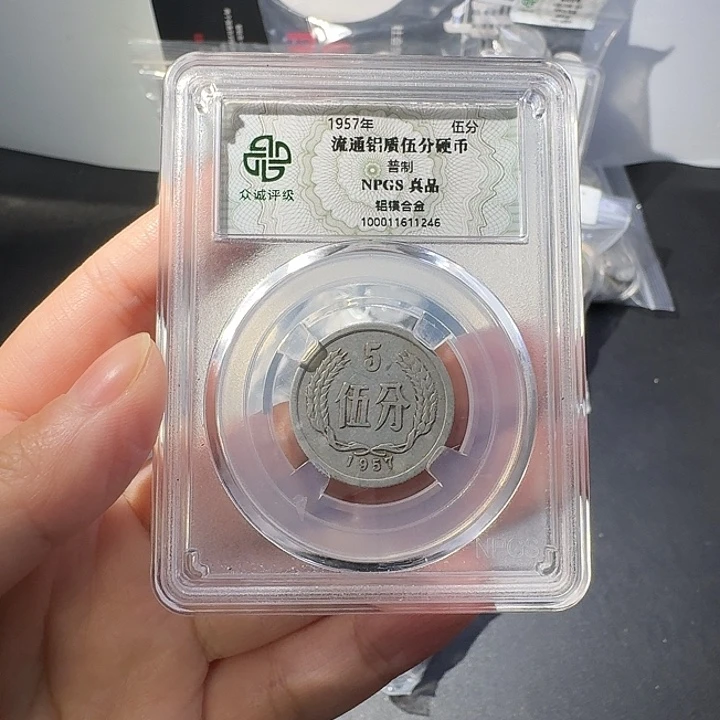 1957年 伍分
流通铝质伍分硬币
普制
NPGS 真品
铝镁合金
100011611246
众诚评级
5
伍分
1957
NPGS